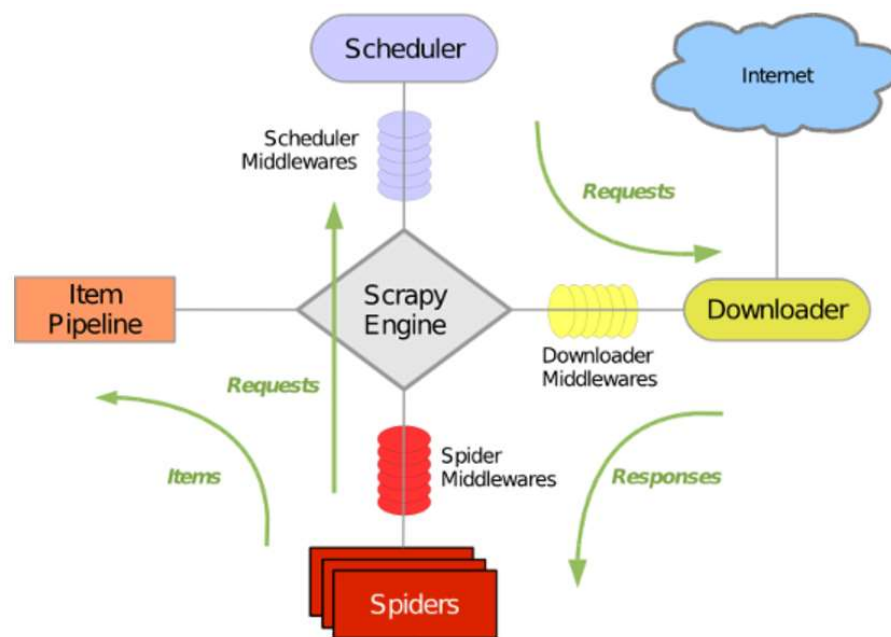 Scheduler
Internet
Scheduler
Middlewares
Requests
Item
Pipeline
Scrapy
Engine
Downloader
Downloader
Middlewares
Requests
Items
Spider
Middlewares
Responses
Spiders